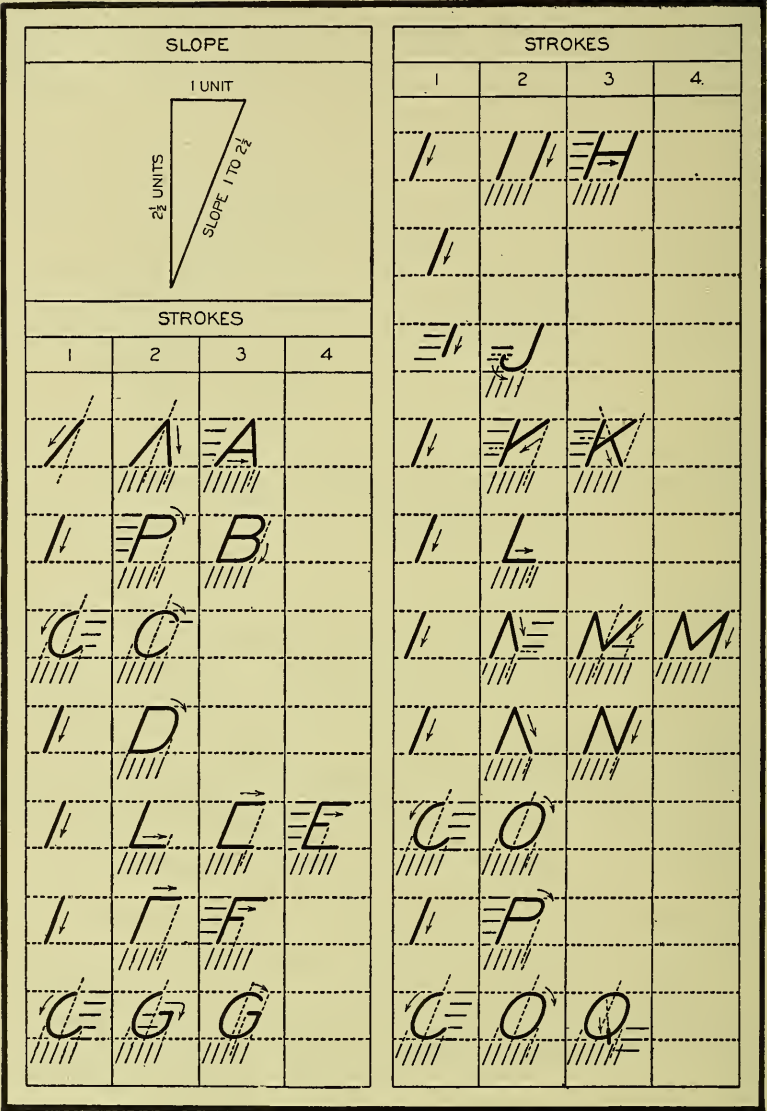 SLOPE
1 UNIT
2½ UNITS
SLOPE 1 TO 2½
STROKES
1 2 3 4
I Λ A
I P B
C C
I D
I L C E
I Γ F
C G G
STROKES
1 2 3 4.
I I I H
I
I J
I K K
I L
I Λ N M
I Λ N
C O
I P
C O Q